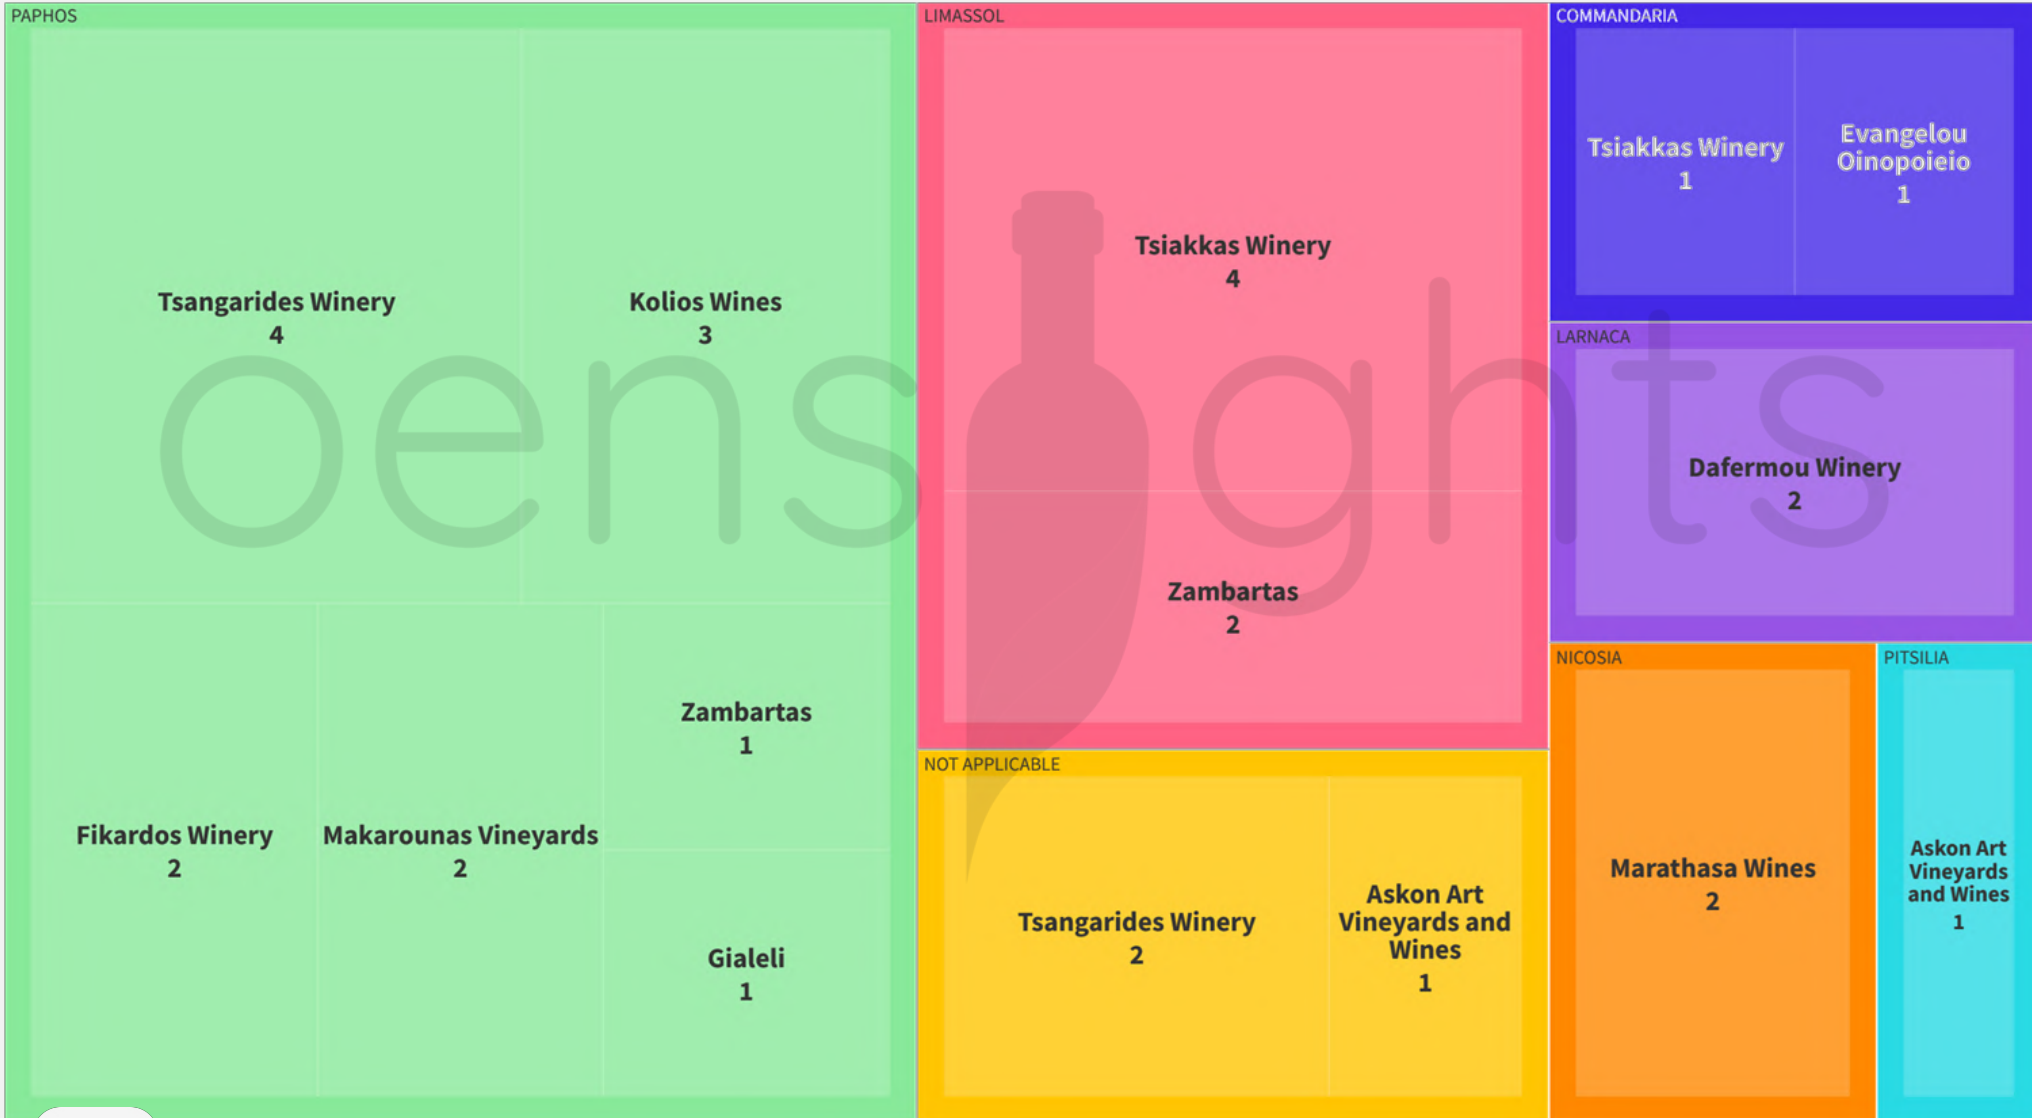 PAPHOS
Tsangarides Winery
4
Kolios Wines
3
Fikardos Winery
2
Makarounas Vineyards
2
Zambartas
1
Gialeli
1
LIMASSOL
Tsiakkas Winery
4
Zambartas
2
NOT APPLICABLE
Tsangarides Winery
2
Askon Art
Vineyards and
Wines
1
COMMANDARIA
Tsiakkas Winery
1
Evangelou
Oinopoieio
1
LARNACA
Dafermou Winery
2
NICOSIA
Marathasa Wines
2
PITSILIA
Askon Art
Vineyards
and Wines
1
oens ghts